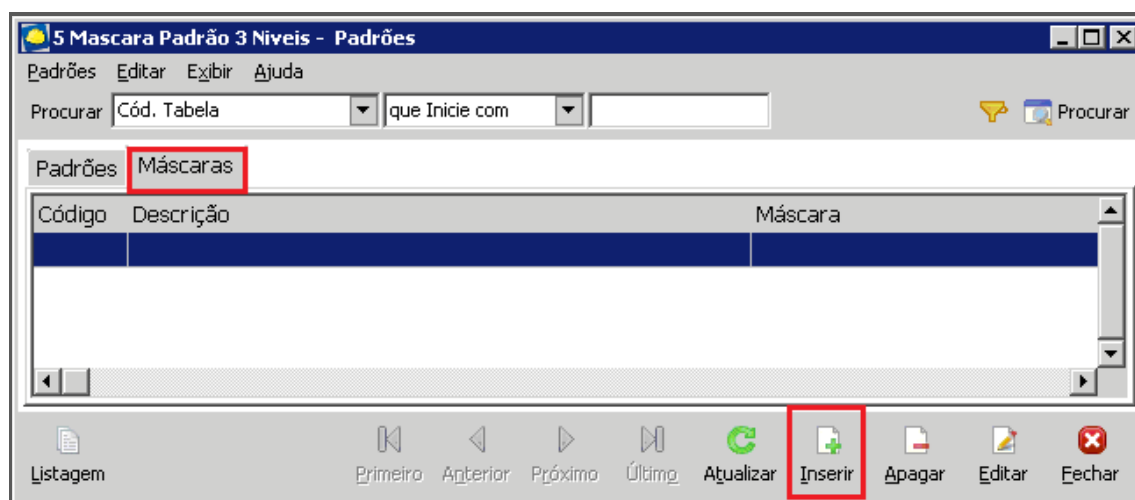 5 Mascara Padrão 3 Niveis - Padrões
Padrões Editar Exibir Ajuda
Procurar Cód. Tabela que Inicie com Procurar
Padrões Máscaras
Código Descrição Máscara
Listagem Primeiro Anterior Próximo Último Atualizar Inserir Apagar Editar Fechar